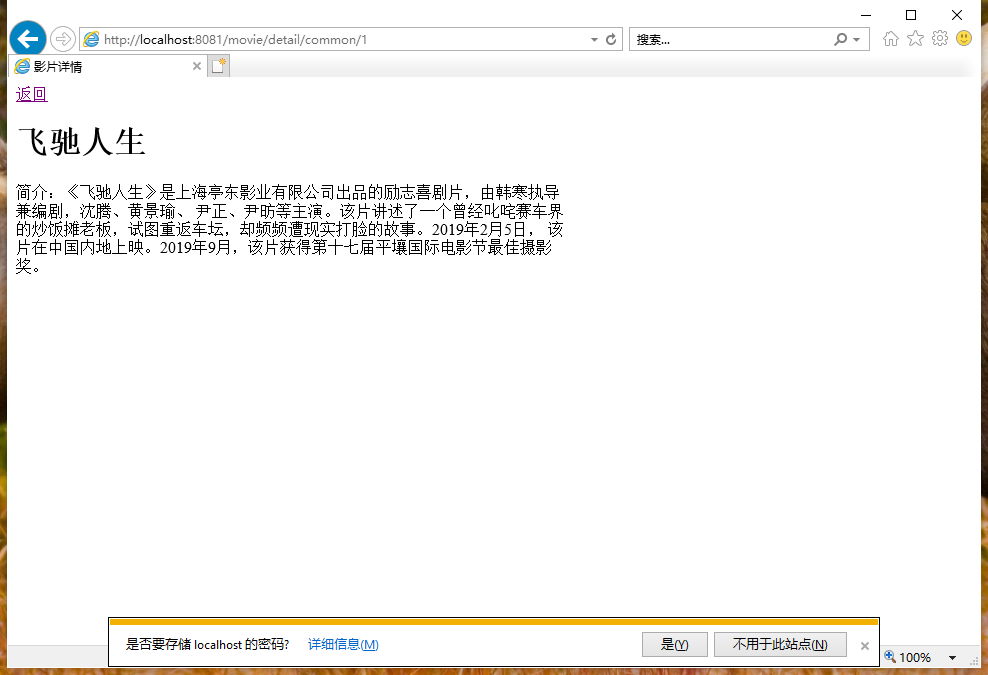 http://localhost:8081/movie/detail/common/1
搜索...
影片详情
返回
飞驰人生
简介：《飞驰人生》是上海亭东影业有限公司出品的励志喜剧片，由韩寒执导
兼编剧，沈腾、黄景瑜、 尹正、尹昉等主演。该片讲述了一个曾经叱咤赛车界
的炒饭摊老板，试图重返车坛，却频频遭现实打脸的故事。2019年2月5日， 该
片在中国内地上映。2019年9月，该片获得第十七届平壤国际电影节最佳摄影
奖。
是否要存储 localhost 的密码? 详细信息(M) 是(Y) 不用于此站点(N)
100%